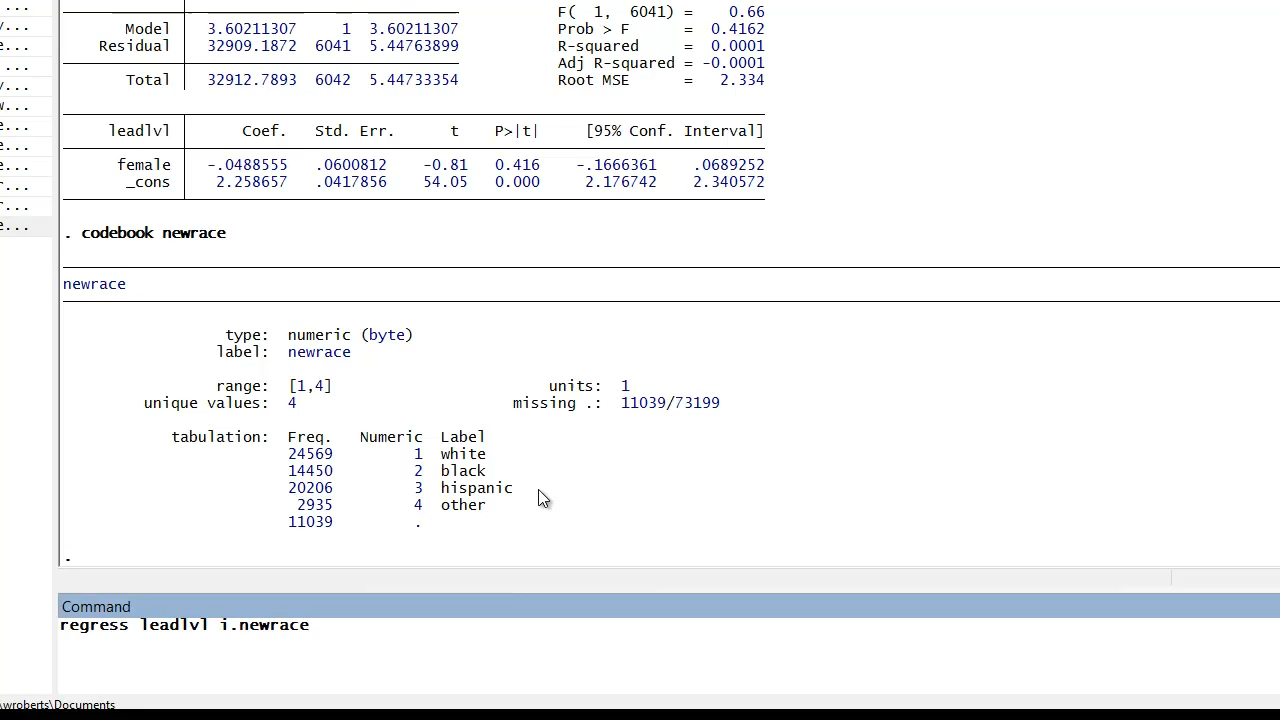 ...
/...
e... F( 1, 6041) = 0.66
Model 3.60211307 1 3.60211307 Prob > F = 0.4162
Residual 32909.1872 6041 5.44763899 R-squared = 0.0001
... Adj R-squared = -0.0001
Total 32912.7893 6042 5.44733354 Root MSE = 2.334
/...
w...
e...
leadlvl Coef. Std. Err. t P>|t| [95% Conf. Interval]
e...
female -.0488555 .0600812 -0.81 0.416 -.1666361 .0689252
e...
_cons 2.258657 .0417856 54.05 0.000 2.176742 2.340572
r...
r...
e...
. codebook newrace
newrace
type: numeric (byte)
label: newrace
range: [1,4] units: 1
unique values: 4 missing .: 11039/73199
tabulation: Freq. Numeric Label
24569 1 white
14450 2 black
20206 3 hispanic
2935 4 other
11039 .
.
Command
regress leadlvl i.newrace
\wroberts\Documents